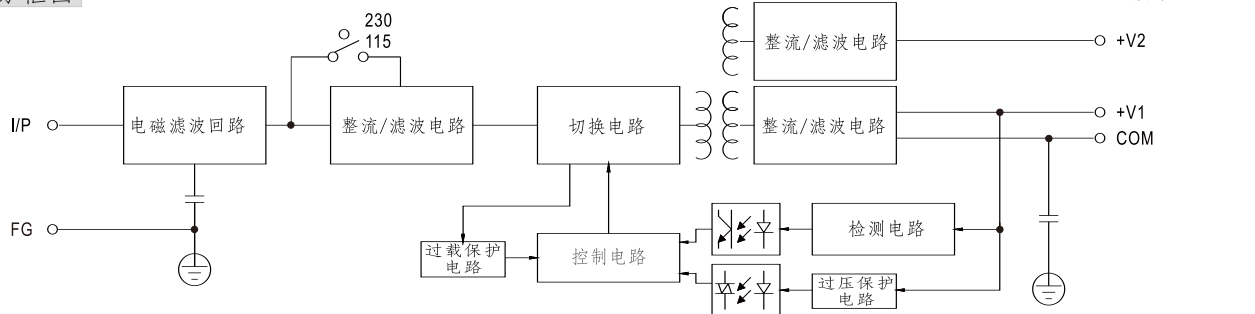 230
115
整流/滤波电路
+V2
I/P
电磁滤波回路
整流/滤波电路
切换电路
整流/滤波电路
+V1
COM
FG
过载保护
电路
控制电路
检测电路
过压保护
电路